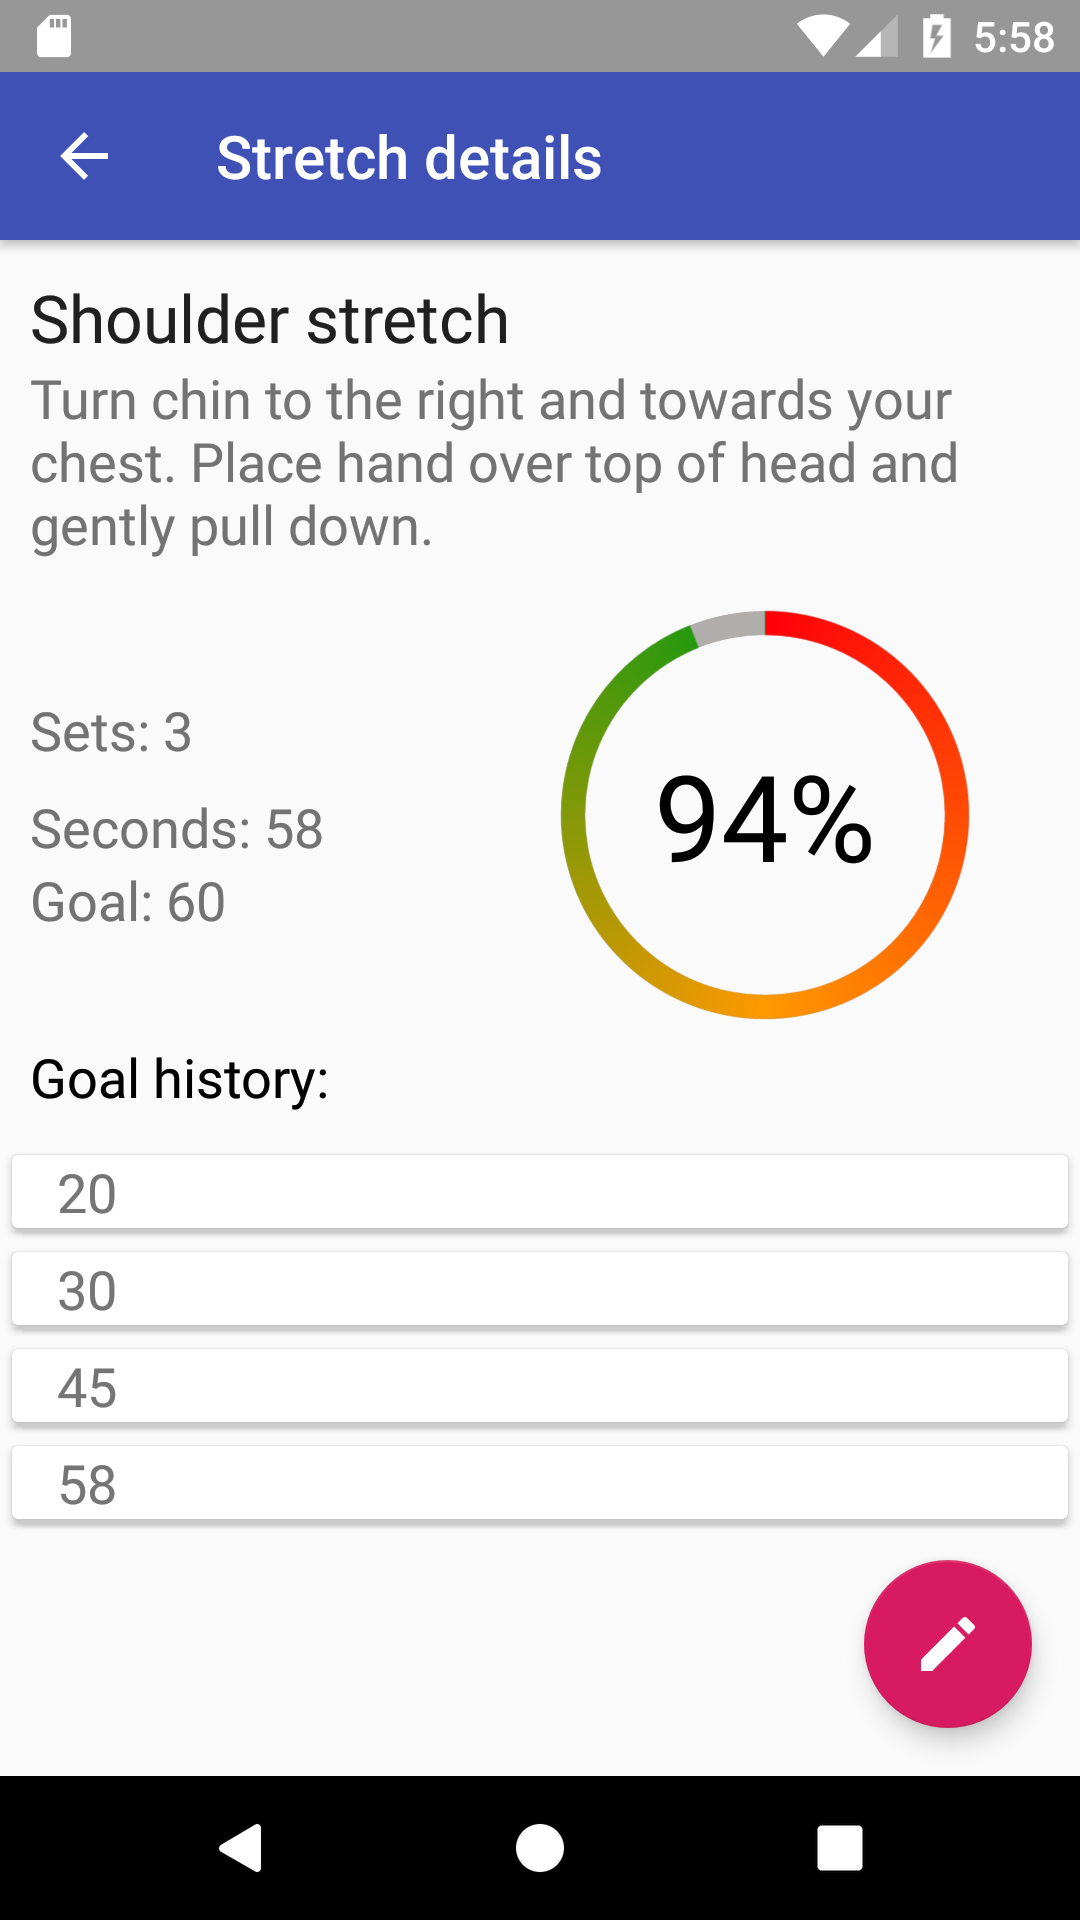 5:58
Stretch details
Shoulder stretch
Turn chin to the right and towards your
chest. Place hand over top of head and
gently pull down.
Sets: 3
Seconds: 58
Goal: 60
94%
Goal history:
20
30
45
58